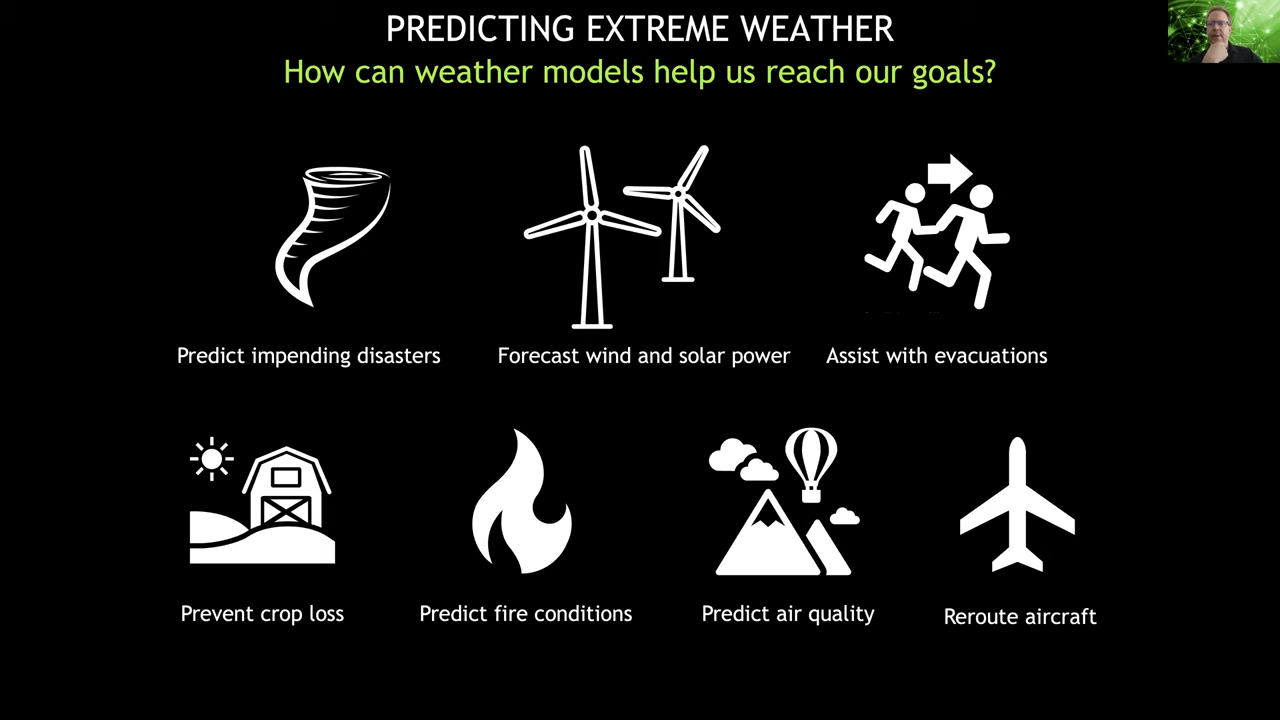 PREDICTING EXTREME WEATHER
How can weather models help us reach our goals?
Predict impending disasters
Forecast wind and solar power
Assist with evacuations
Prevent crop loss
Predict fire conditions
Predict air quality
Reroute aircraft